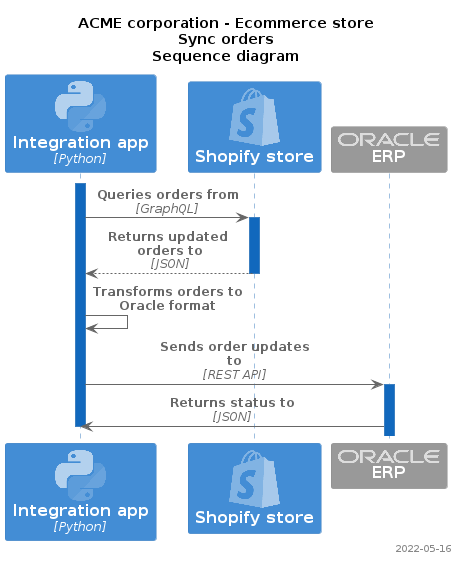 ACME corporation - Ecommerce store
Sync orders
Sequence diagram
Integration app
[Python]
Shopify store
ORACLE
ERP
Queries orders from
[GraphQL]
Returns updated
orders to
[JSON]
Transforms orders to
Oracle format
Sends order updates
to
[REST API]
Returns status to
[JSON]
Integration app
[Python]
Shopify store
ORACLE
ERP
2022-05-16